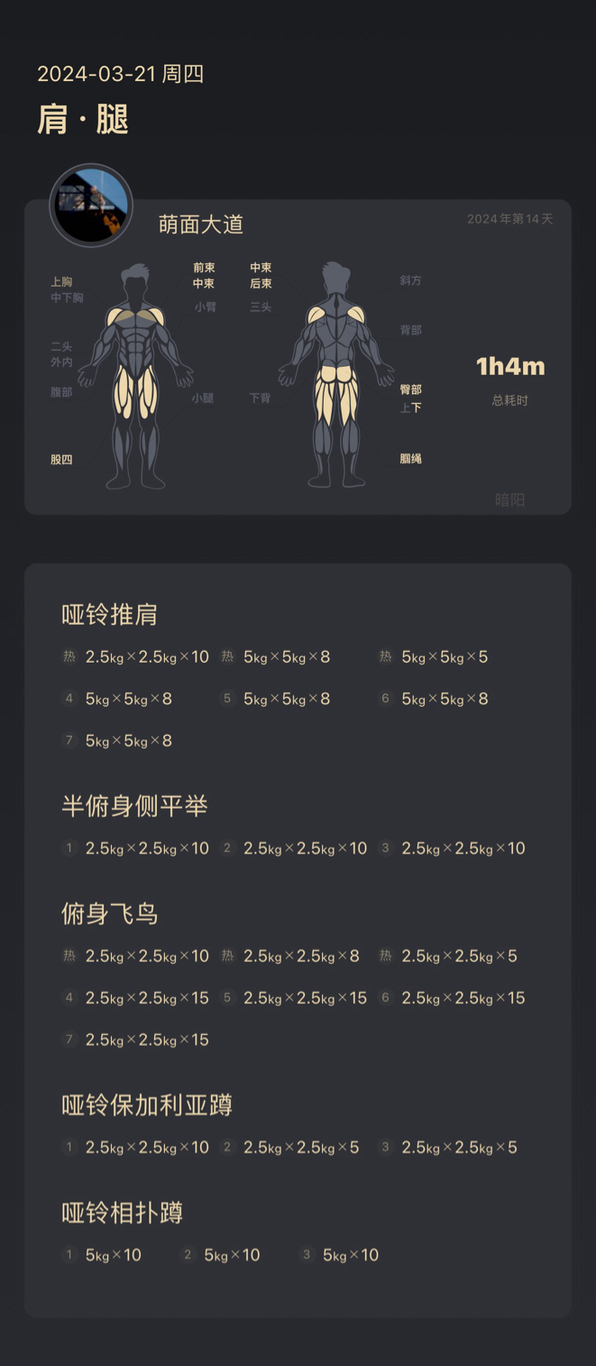 2024-03-21 周四
肩 · 腿
萌面大道
2024年第14天
上胸
中下胸
二头
外内
腹部
股四
前束
中束
小臂
小腿
中束
后束
三头
下背
斜方
背部
臀部
上下
腘绳
1h4m
总耗时
暗阳
哑铃推肩
热 2.5kg×2.5kg×10 热 5kg×5kg×8 热 5kg×5kg×5
4 5kg×5kg×8 5 5kg×5kg×8 6 5kg×5kg×8
7 5kg×5kg×8
半俯身侧平举
1 2.5kg×2.5kg×10 2 2.5kg×2.5kg×10 3 2.5kg×2.5kg×10
俯身飞鸟
热 2.5kg×2.5kg×10 热 2.5kg×2.5kg×8 热 2.5kg×2.5kg×5
4 2.5kg×2.5kg×15 5 2.5kg×2.5kg×15 6 2.5kg×2.5kg×15
7 2.5kg×2.5kg×15
哑铃保加利亚蹲
1 2.5kg×2.5kg×10 2 2.5kg×2.5kg×5 3 2.5kg×2.5kg×5
哑铃相扑蹲
1 5kg×10 2 5kg×10 3 5kg×10